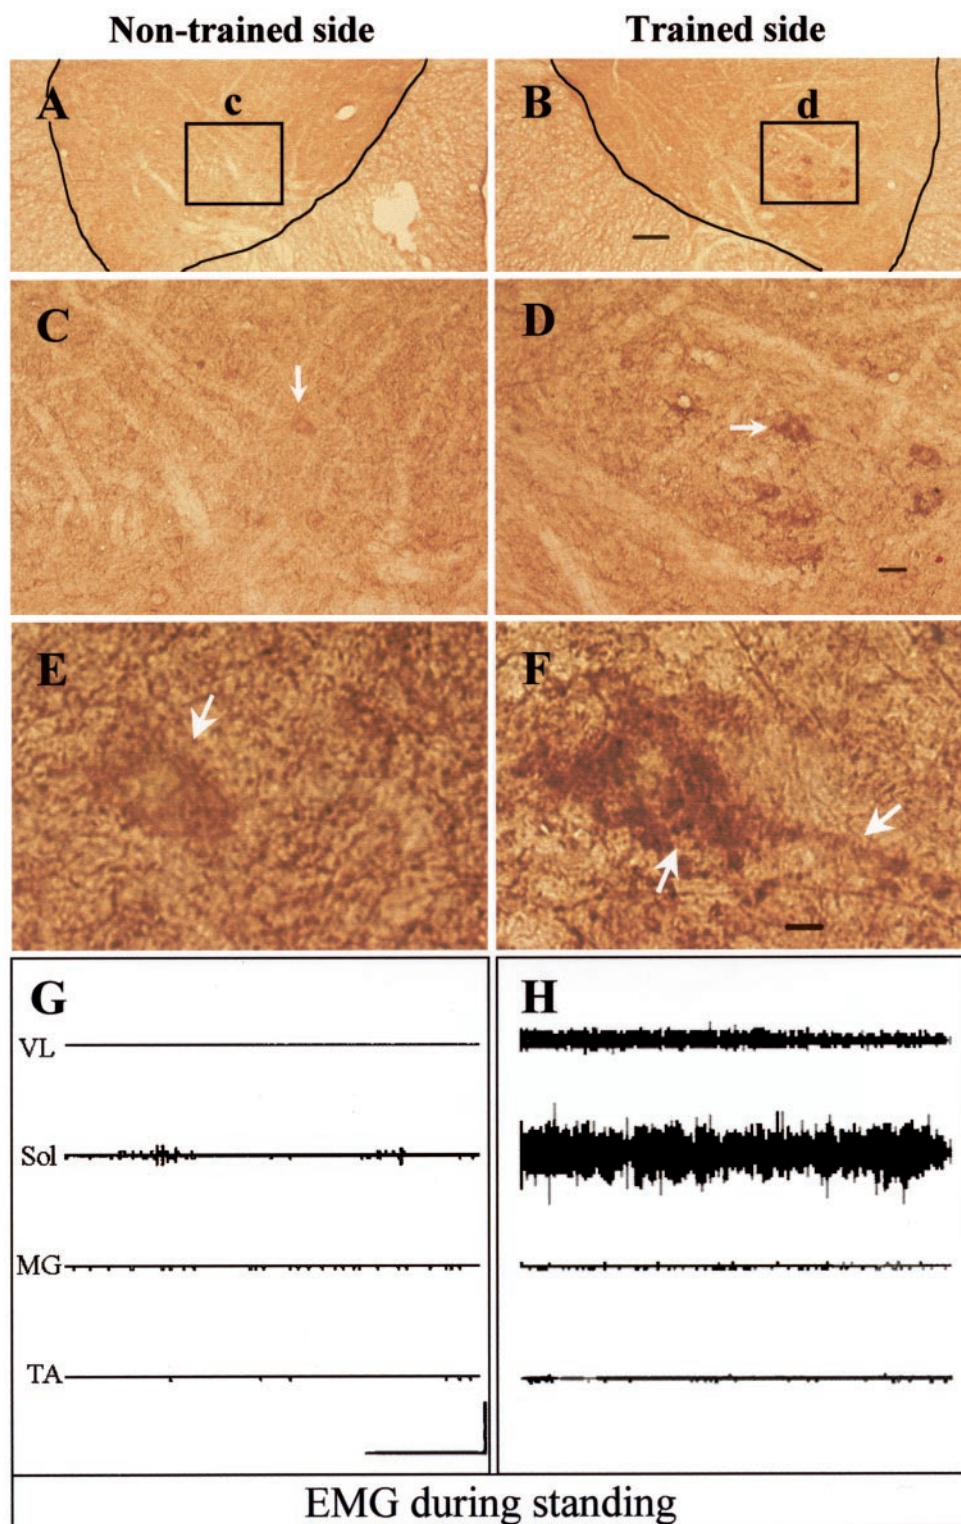 Non-trained side
Trained side
A
c
B
d
C
D
E
F
G
H
VL
Sol
MG
TA
EMG during standing